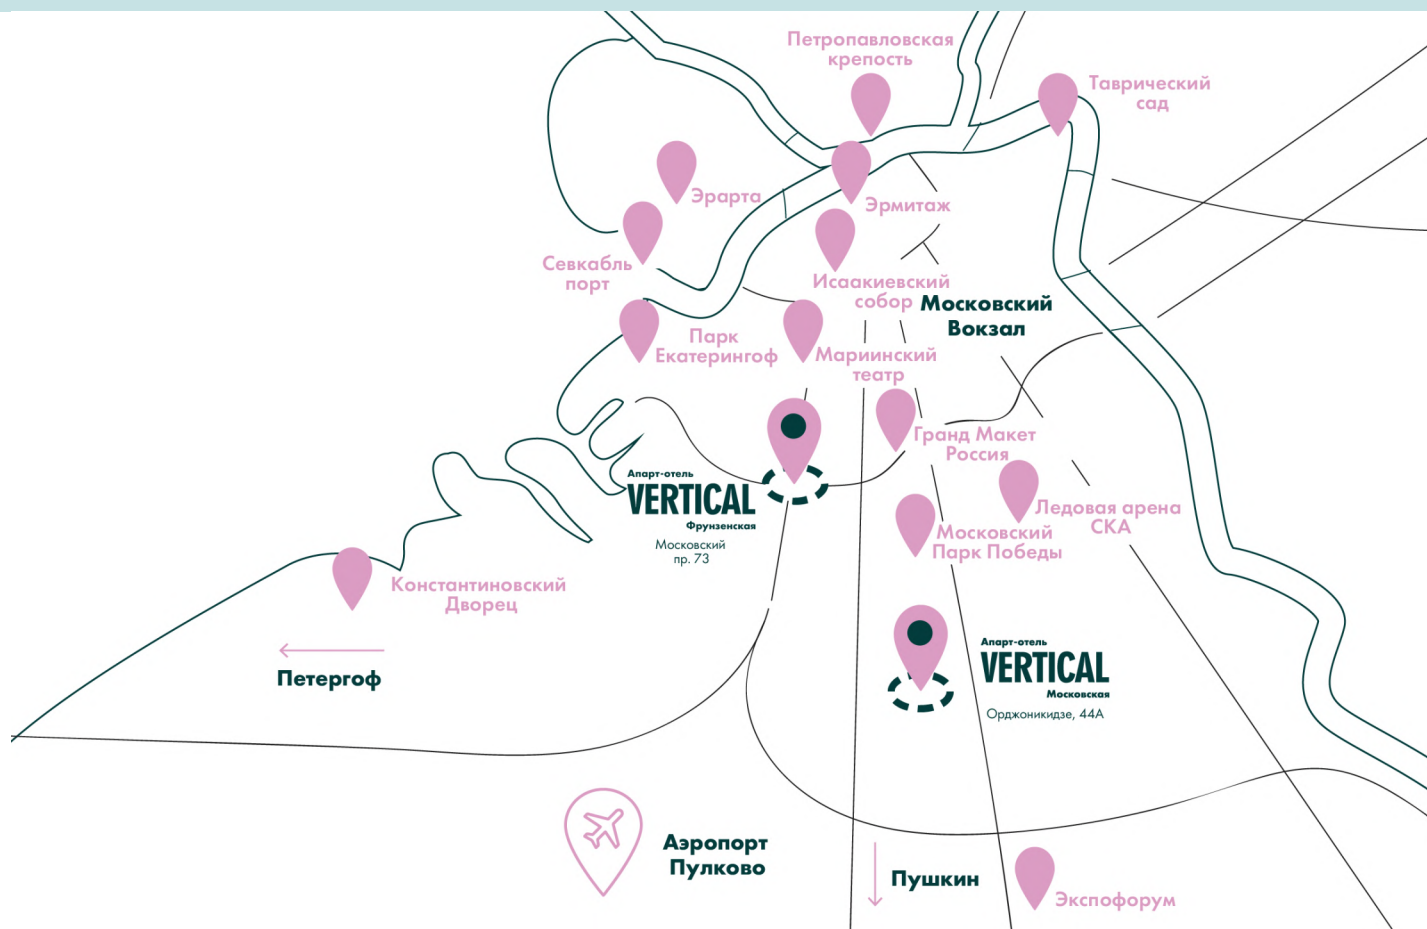 Петропавловская
крепость
Таврический
сад
Эрарта
Эрмитаж
Севкабль
порт
Исаакиевский
собор
Московский
Вокзал
Парк
Екатерингоф
Мариинский
театр
Гранд Макет
Россия
Апарт-отель
VERTICAL
Фрунзенская
Московский
пр. 73
Ледовая арена
СКА
Московский
Парк Победы
Константиновский
Дворец
Петергоф
Апарт-отель
VERTICAL
Московская
Орджоникидзе, 44А
Аэропорт
Пулково
Пушкин
Экспофорум